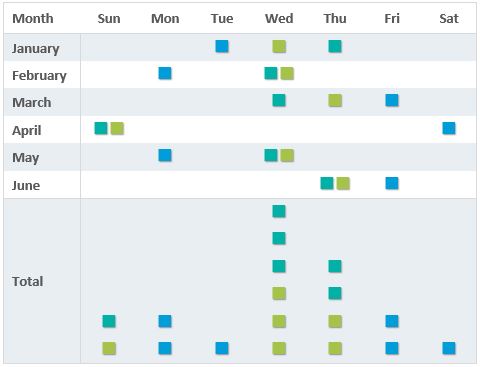 Month Sun Mon Tue Wed Thu Fri Sat
January
February
March
April
May
June
Total